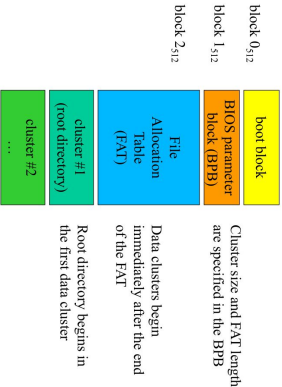 block 0₅₁₂
block 1₅₁₂
block 2₅₁₂
boot block
BIOS parameter
block (BPB)
File
Allocation
Table
(FAT)
cluster #1
(root directory)
cluster #2
…
Cluster size and FAT length
are specified in the BPB
Data clusters begin
immediately after the end
of the FAT
Root directory begins in
the first data cluster